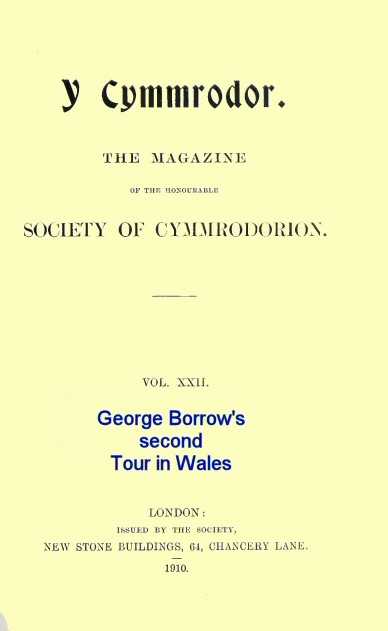 Y Cymmrodor.
THE MAGAZINE
OF THE HONOURABLE
SOCIETY OF CYMMRODORION.
VOL. XXII.
George Borrow's
second
Tour in Wales
LONDON:
ISSUED BY THE SOCIETY,
NEW STONE BUILDINGS, 64, CHANCERY LANE.
1910.